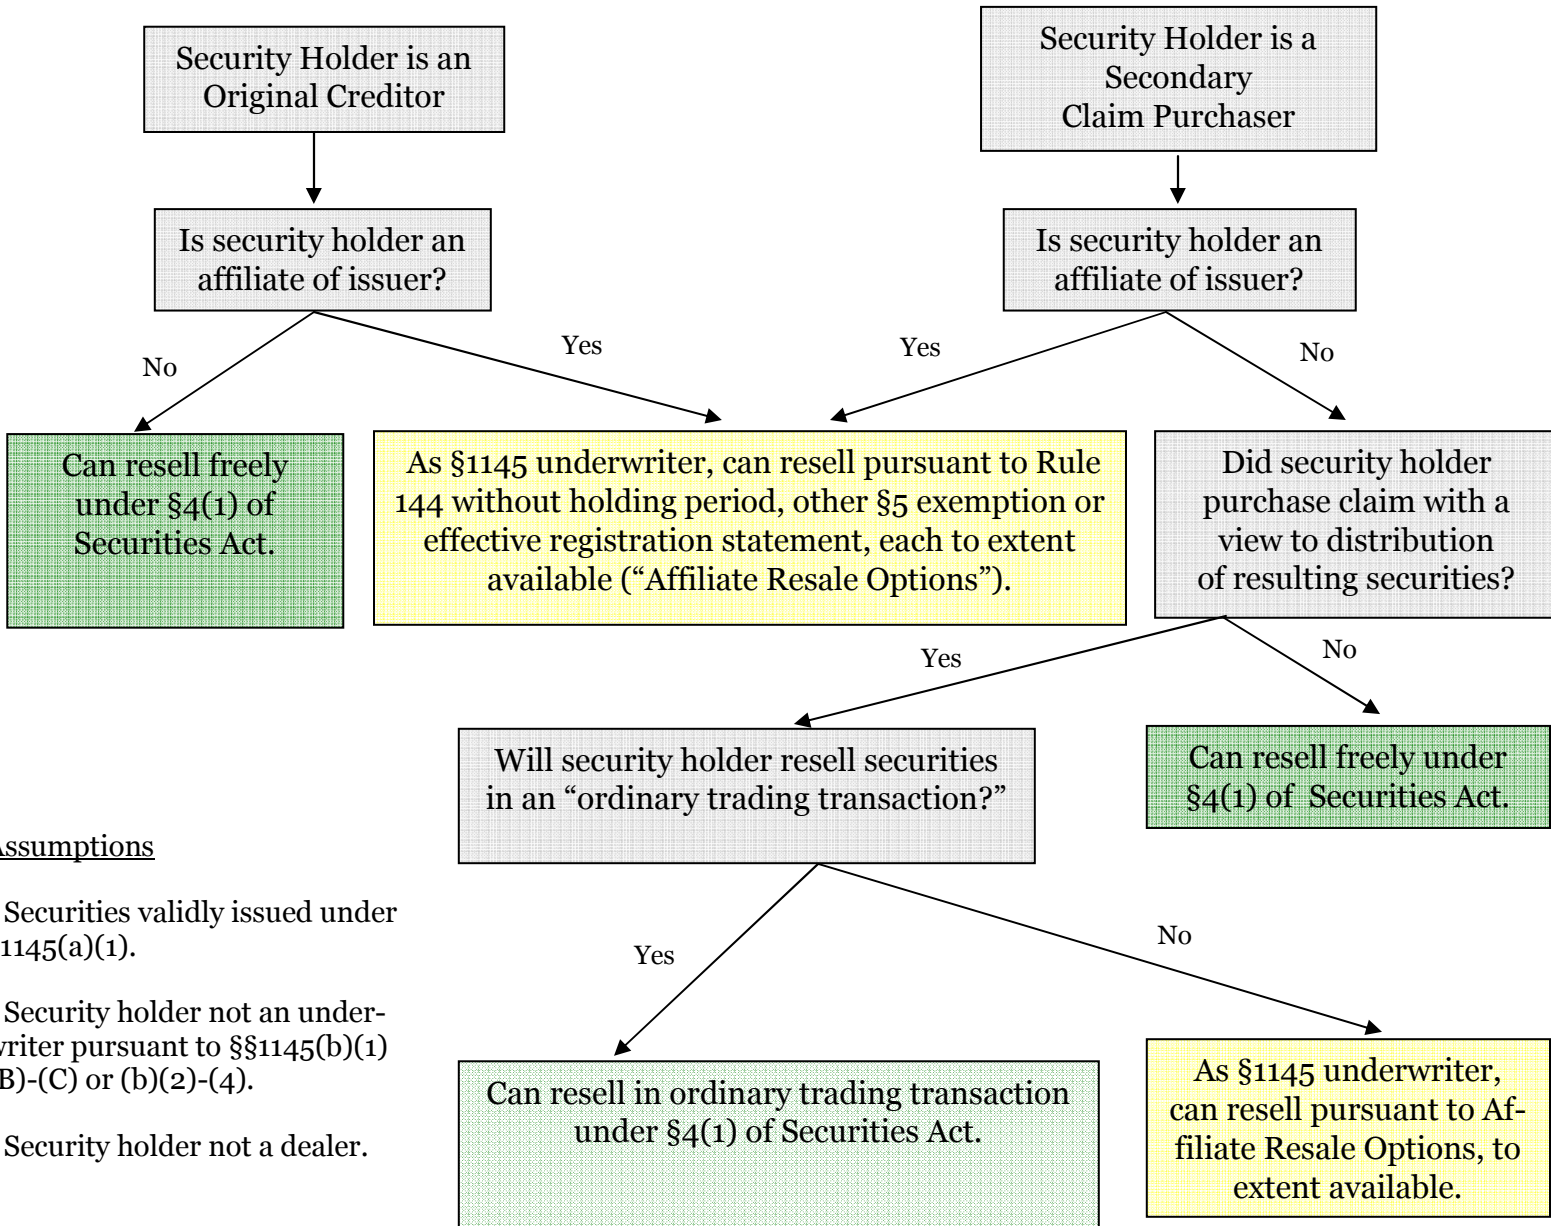 Security Holder is an
Original Creditor
Security Holder is a
Secondary
Claim Purchaser
Is security holder an
affiliate of issuer?
Is security holder an
affiliate of issuer?
No
Yes
Yes
No
Can resell freely
under §4(1) of
Securities Act.
As §1145 underwriter, can resell pursuant to Rule
144 without holding period, other §5 exemption or
effective registration statement, each to extent
available (“Affiliate Resale Options”).
Did security holder
purchase claim with a
view to distribution
of resulting securities?
Yes
No
Will security holder resell securities
in an “ordinary trading transaction?”
Can resell freely under
§4(1) of Securities Act.
Assumptions
Securities validly issued under
1145(a)(1).
Security holder not an under-
writer pursuant to §§1145(b)(1)
B)-(C) or (b)(2)-(4).
Security holder not a dealer.
Yes
No
Can resell in ordinary trading transaction
under §4(1) of Securities Act.
As §1145 underwriter,
can resell pursuant to Af-
filiate Resale Options, to
extent available.